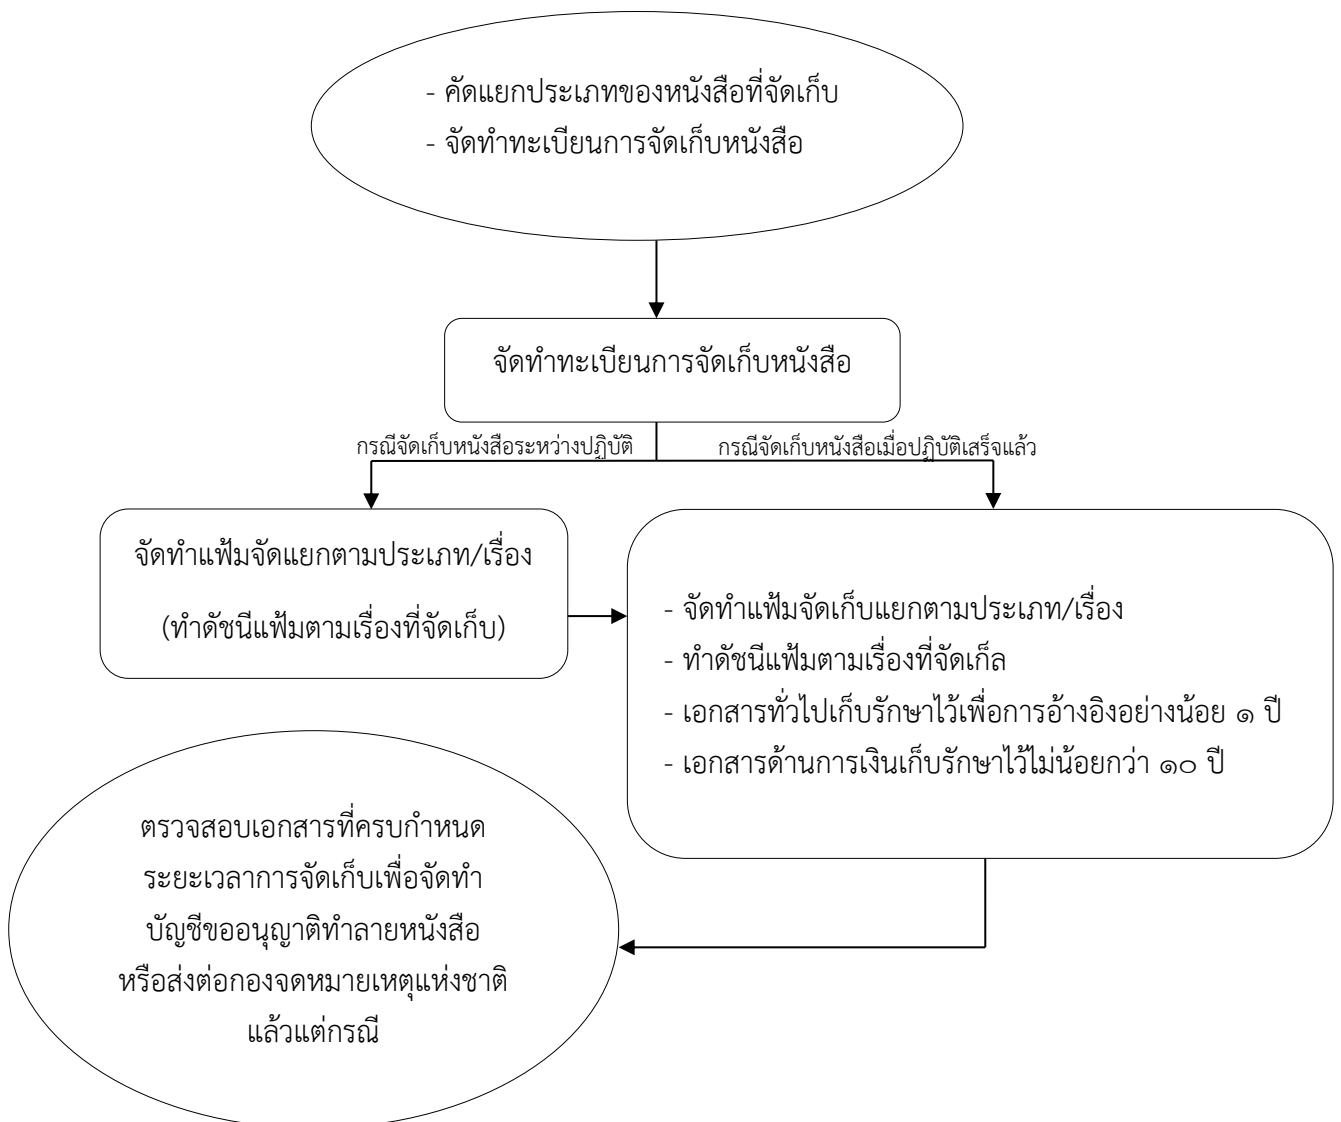 - คัดแยกประเภทของหนังสือที่จัดเก็บ
- จัดทำทะเบียนการจัดเก็บหนังสือ
จัดทำทะเบียนการจัดเก็บหนังสือ
กรณีจัดเก็บหนังสือระหว่างปฏิบัติ
กรณีจัดเก็บหนังสือเมื่อปฏิบัติเสร็จแล้ว
จัดทำแฟ้มจัดแยกตามประเภท/เรื่อง
(ทำดัชนีแฟ้มตามเรื่องที่จัดเก็บ)
- จัดทำแฟ้มจัดเก็บแยกตามประเภท/เรื่อง
- ทำดัชนีแฟ้มตามเรื่องที่จัดเก็ล
- เอกสารทั่วไปเก็บรักษาไว้เพื่อการอ้างอิงอย่างน้อย ๑ ปี
- เอกสารด้านการเงินเก็บรักษาไว้ไม่น้อยกว่า ๑๐ ปี
ตรวจสอบเอกสารที่ครบกำหนด
ระยะเวลาการจัดเก็บเพื่อจัดทำ
บัญชีขออนุญาติทำลายหนังสือ
หรือส่งต่อกองจดหมายเหตุแห่งชาติ
แล้วแต่กรณี